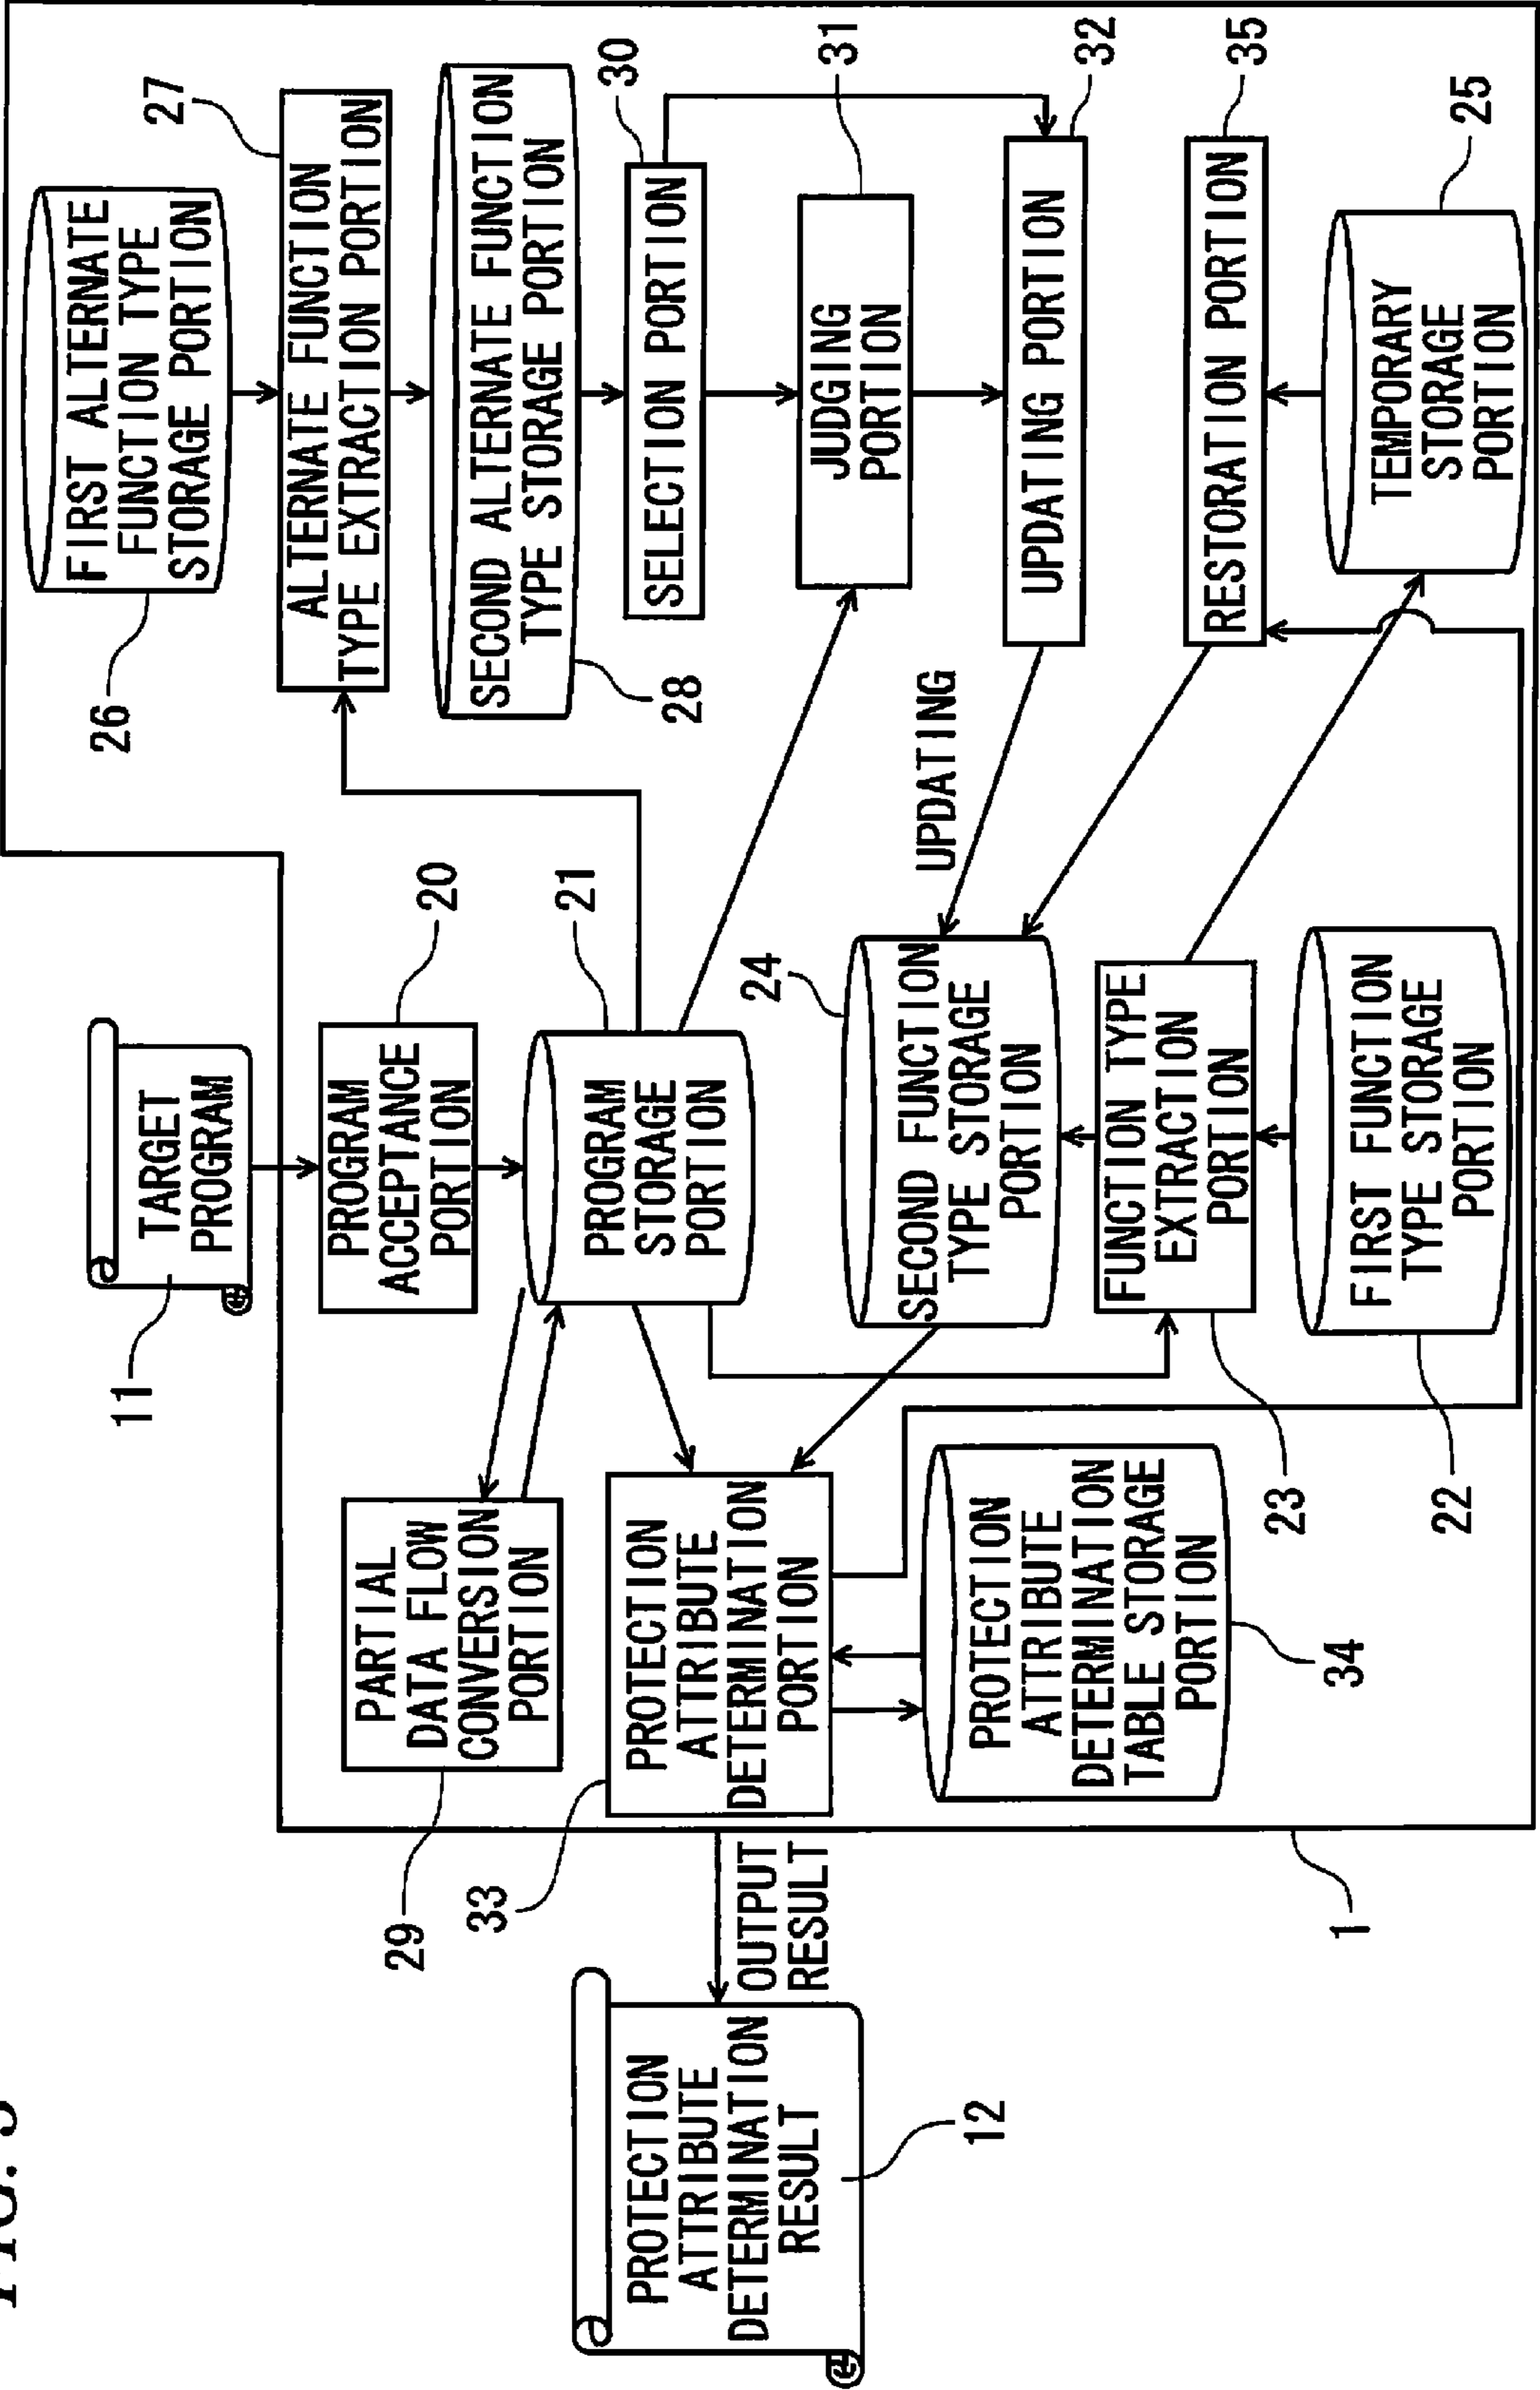 11
TARGET
PROGRAM
PROGRAM
ACCEPTANCE
PORTION
20
PROGRAM
STORAGE
PORTION
21
26
FIRST ALTERNATE
FUNCTION TYPE
STORAGE PORTION
27
ALTERNATE FUNCTION
TYPE EXTRACTION PORTION
SECOND ALTERNATE FUNCTION
TYPE STORAGE PORTION
28
30
SELECTION PORTION
31
JUDGING
PORTION
32
UPDATING PORTION
UPDATING
35
RESTORATION PORTION
25
TEMPORARY
STORAGE
PORTION
29
PARTIAL
DATA FLOW
CONVERSION
PORTION
33
PROTECTION
ATTRIBUTE
DETERMINATION
PORTION
PROTECTION
ATTRIBUTE
DETERMINATION
TABLE STORAGE
PORTION
34
24
SECOND FUNCTION
TYPE STORAGE
PORTION
FUNCTION TYPE
EXTRACTION
PORTION
23
FIRST FUNCTION
TYPE STORAGE
PORTION
22
OUTPUT
RESULT
1
PROTECTION
ATTRIBUTE
DETERMINATION
RESULT
12